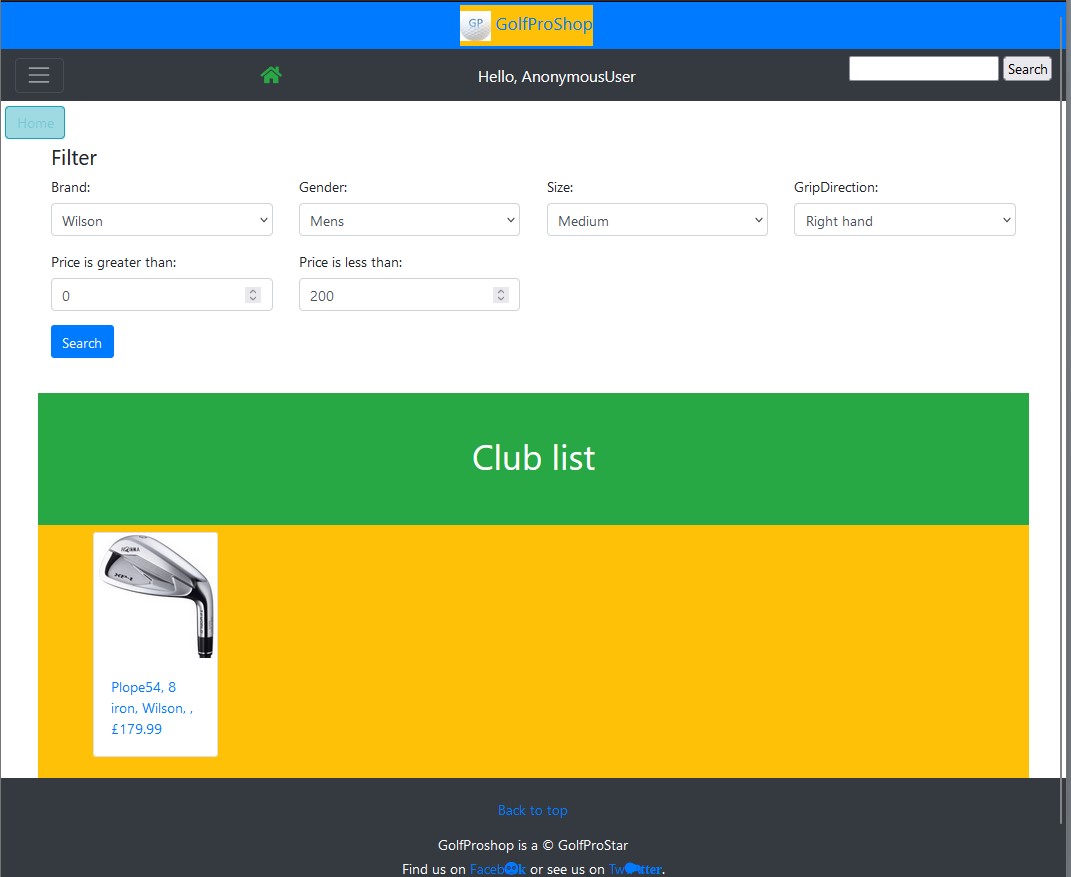 GP GolfProShop
Hello, AnonymousUser
Search
Home
Filter
Brand: Gender: Size: GripDirection:
Wilson Mens Medium Right hand
Price is greater than: Price is less than:
0 200
Search
Club list
HONMA
XP-1
Plope54, 8
iron, Wilson, ,
£179.99
Back to top
GolfProshop is a © GolfProStar
Find us on Facebook or see us on Twitter.